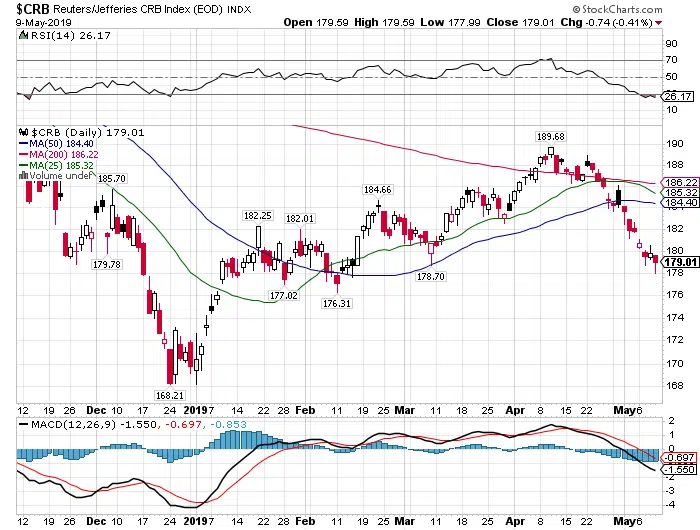 $CRB Reuters/Jefferies CRB Index (EOD) INDX
© StockCharts.com
9-May-2019
Open 179.59 High 179.59 Low 177.99 Close 179.01 Chg -0.74 (-0.41%)
RSI(14) 26.17
90
70
50
30
26.17
10
$CRB (Daily) 179.01
MA(50) 184.40
MA(200) 186.22
MA(25) 185.32
Volume undef
189.68
185.70
184.66
182.25
182.01
179.78
177.02
176.31
178.70
168.21
190
188
186.22
185.32
184.40
182
180
179.01
178
176
174
172
170
168
12 19 26 Dec 10 17 24 2019 7 14 22 28 Feb 11 19 25 Mar 11 18 25 Apr 8 15 22 May 6
MACD(12,26,9) -1.550, -0.697, -0.853
2
1
0
-0.697
-1.550
-2
-3
-4
12 19 26 Dec 10 17 24 2019 7 14 22 28 Feb 11 19 25 Mar 11 18 25 Apr 8 15 22 May 6